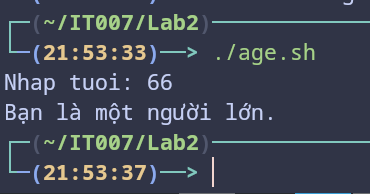 (~/IT007/Lab2)
(21:53:33)—> ./age.sh
Nhap tuoi: 66
Bạn là một người lớn.
(~/IT007/Lab2)
(21:53:37)—>